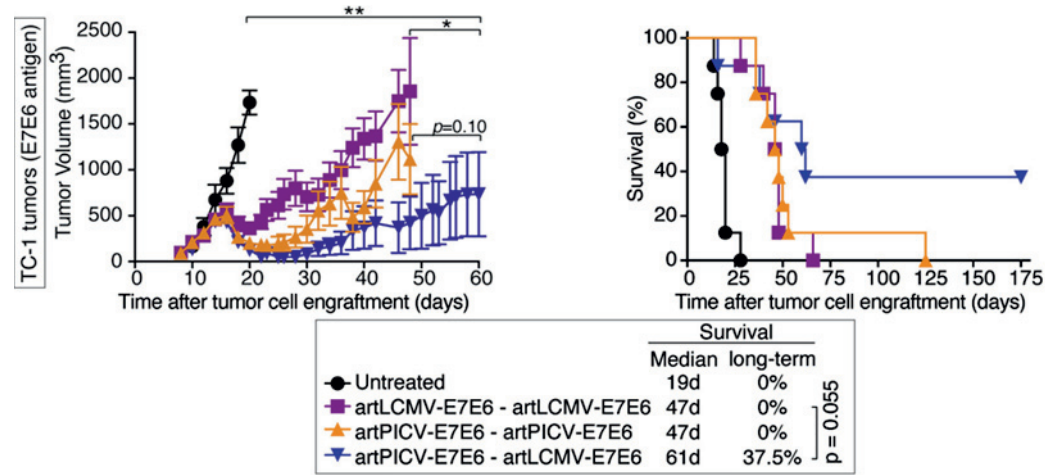 TC-1 tumors (E7E6 antigen)
Tumor Volume (mm³)
2500
2000
1500
1000
500
0
**
*
p=0.10
0 10 20 30 40 50 60
Time after tumor cell engraftment (days)
Survival (%)
100
80
60
40
20
0
0 25 50 75 100 125 150 175
Time after tumor cell engraftment (days)
Survival
Median long-term
Untreated 19d 0%
artLCMV-E7E6 - artLCMV-E7E6 47d 0%
artPICV-E7E6 - artPICV-E7E6 47d 0%
artPICV-E7E6 - artLCMV-E7E6 61d 37.5%
p = 0.055